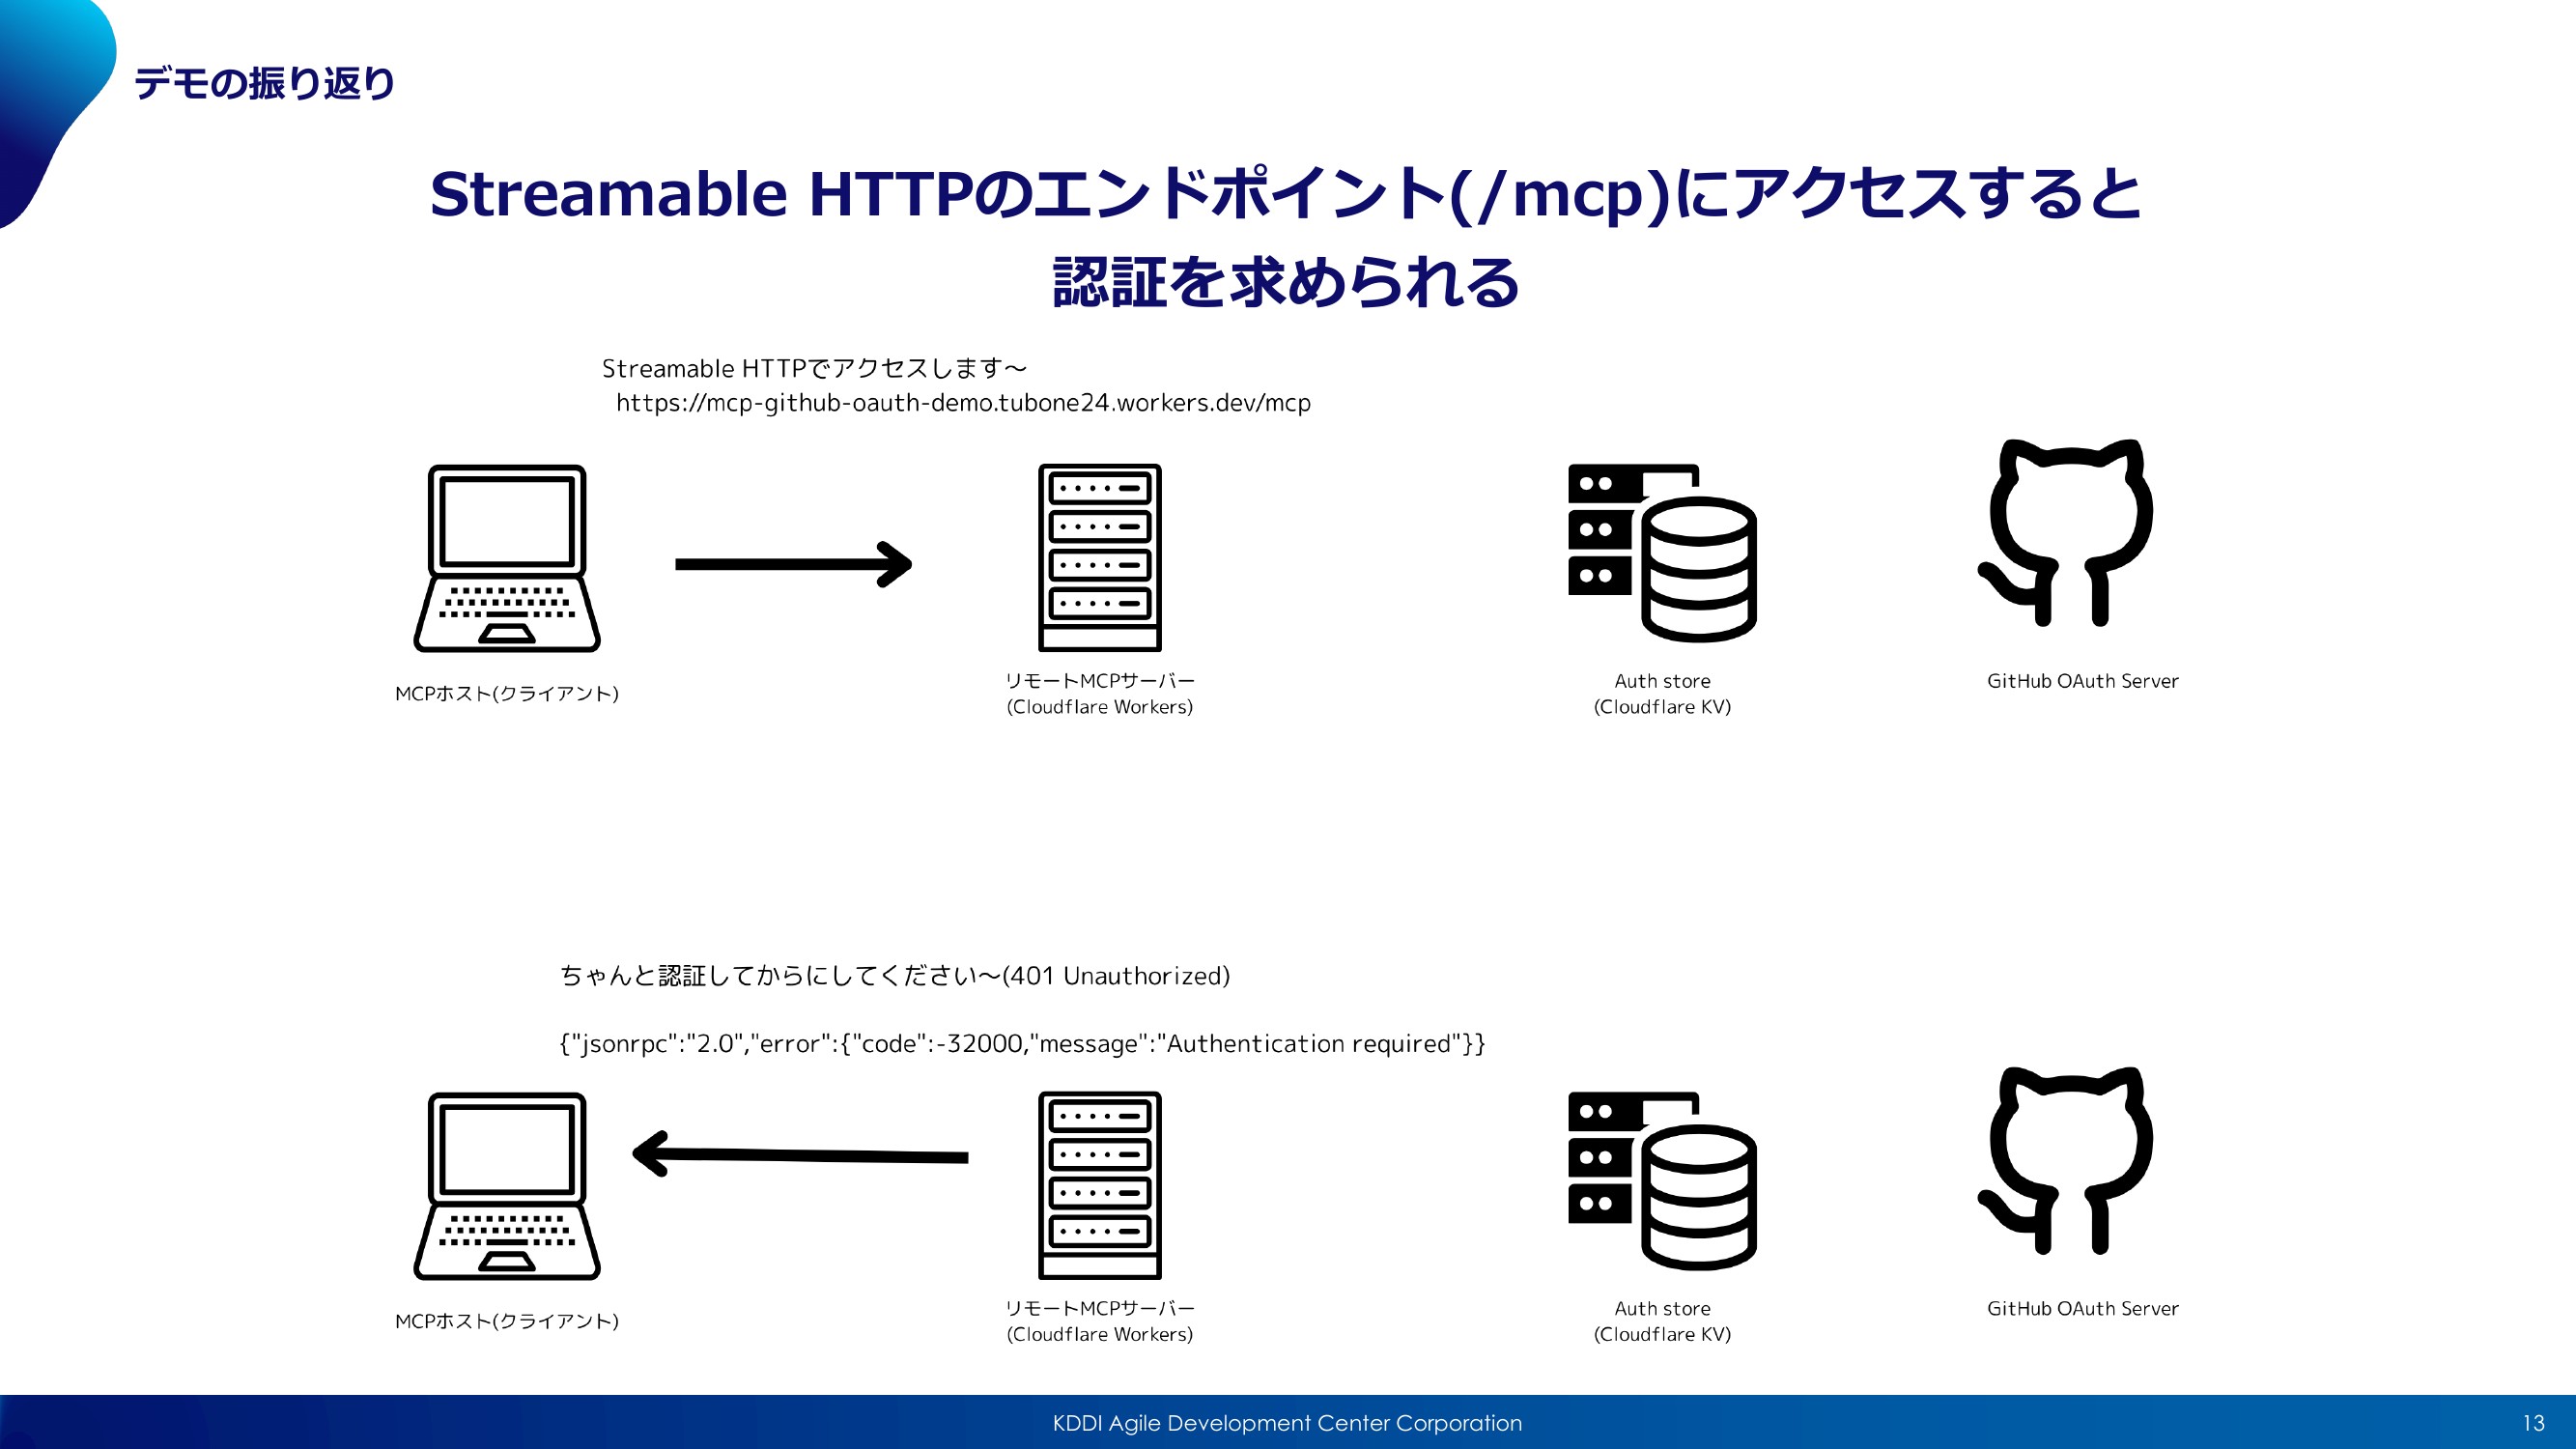 デモの振り返り
Streamable HTTPのエンドポイント(/mcp)にアクセスすると
認証を求められる
Streamable HTTPでアクセスします〜
https://mcp-github-oauth-demo.tubone24.workers.dev/mcp
MCPホスト(クライアント)
リモートMCPサーバー
(Cloudflare Workers)
Auth store
(Cloudflare KV)
GitHub OAuth Server
ちゃんと認証してからにしてください〜(401 Unauthorized)
{"jsonrpc":"2.0","error":{"code":-32000,"message":"Authentication required"}}
MCPホスト(クライアント)
リモートMCPサーバー
(Cloudflare Workers)
Auth store
(Cloudflare KV)
GitHub OAuth Server
KDDI Agile Development Center Corporation
13